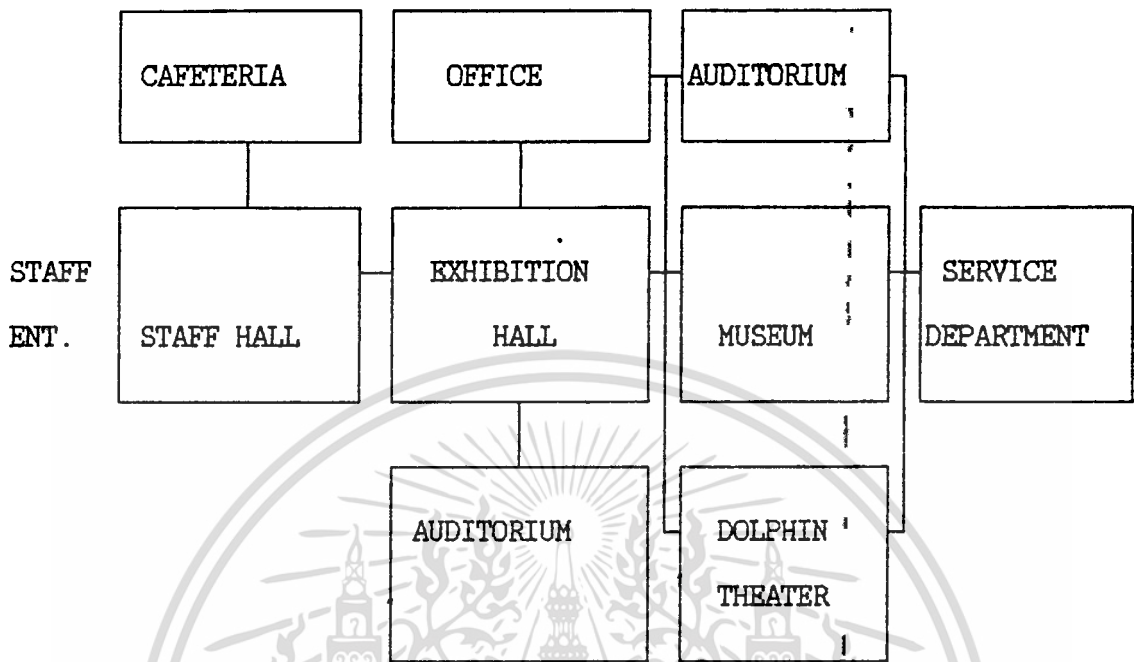 CAFETERIA
OFFICE
AUDITORIUM
STAFF
ENT.
STAFF HALL
EXHIBITION
HALL
MUSEUM
SERVICE
DEPARTMENT
AUDITORIUM
DOLPHIN
THEATER